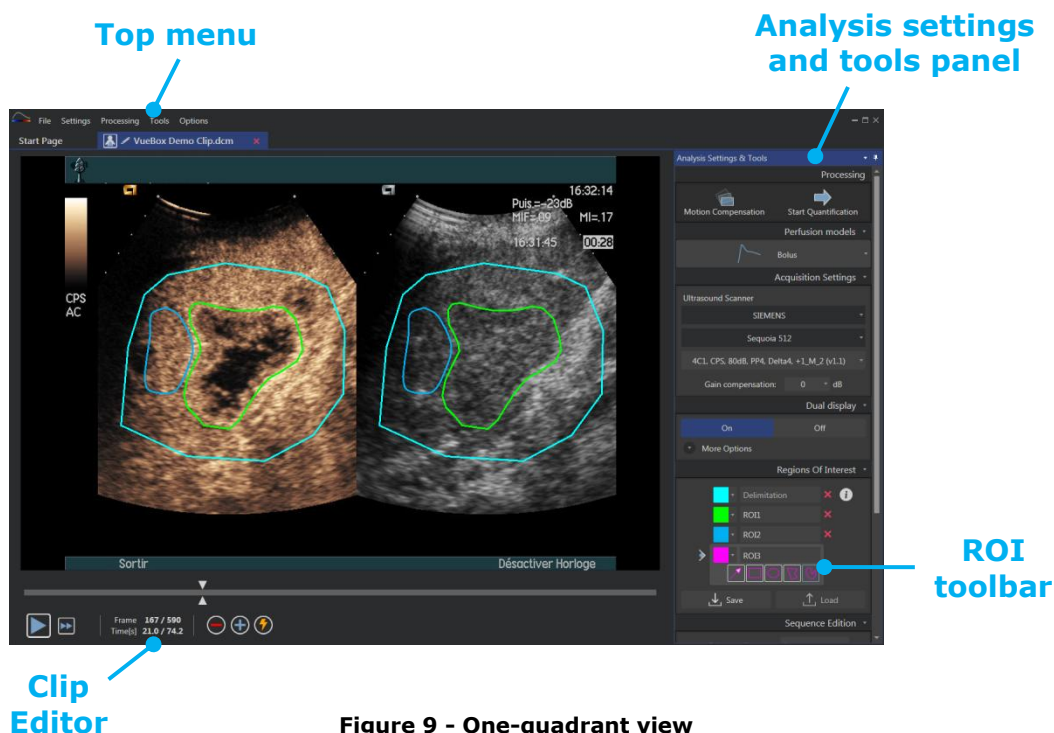 Top menu
Analysis settings
and tools panel
File Settings Processing Tools Options
Start Page VueBox Demo Clip.dcm
Analysis Settings & Tools
Processing
Motion Compensation Start Quantification
Perfusion models
Bolus
Acquisition Settings
Ultrasound Scanner
SIEMENS
Sequoia 512
4C1, CPS, 80dB, PP4, Delta4, +1_M_2 (v1.1)
Gain compensation: 0 dB
Dual display
On Off
More Options
Regions Of Interest
Delimitation
ROI1
ROI2
ROI3
Save Load
Sequence Edition
16:32:14
Puis.=-23dB
MIF=.09 MI=.17
16:31:45 00:28
CPS
AC
Sortir Désactiver Horloge
Frame 167 / 590
Time[s] 21.0 / 74.2
ROI
toolbar
Clip
Editor
Figure 9 - One-quadrant view